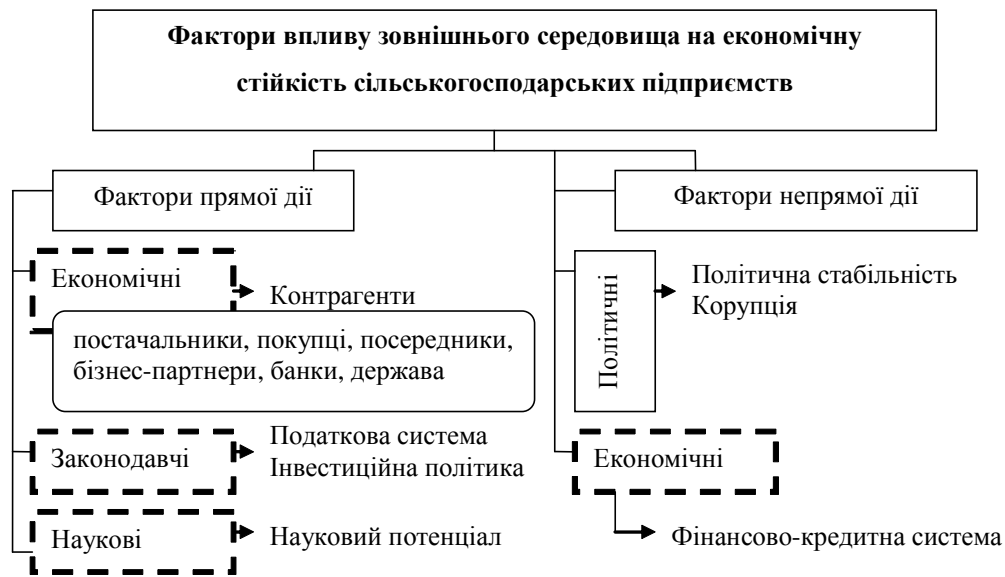 Фактори впливу зовнішнього середовища на економічну
стійкість сільськогосподарських підприємств
Фактори прямої дії
Економічні
Контрагенти
постачальники, покупці, посередники,
бізнес-партнери, банки, держава
Законодавчі
Податкова система
Інвестиційна політика
Наукові
Науковий потенціал
Фактори непрямої дії
Політичні
Політична стабільність
Корупція
Економічні
Фінансово-кредитна система